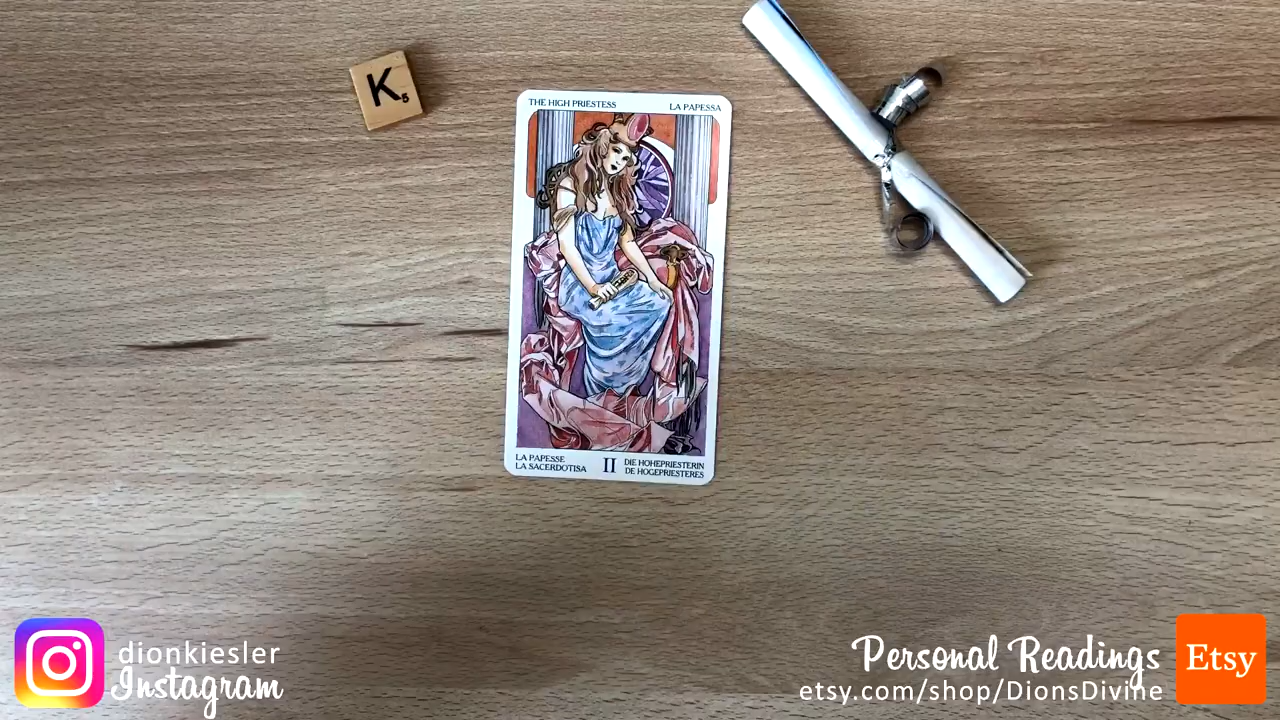 K
5
THE HIGH PRIESTESS
LA PAPESSA
LA PAPESSE
LA SACERDOTISA
II
DIE HOHEPRIESTERIN
DE HOGEPRIESTERES
dionkiesler
Instagram
Personal Readings
etsy.com/shop/DionsDivine
Etsy